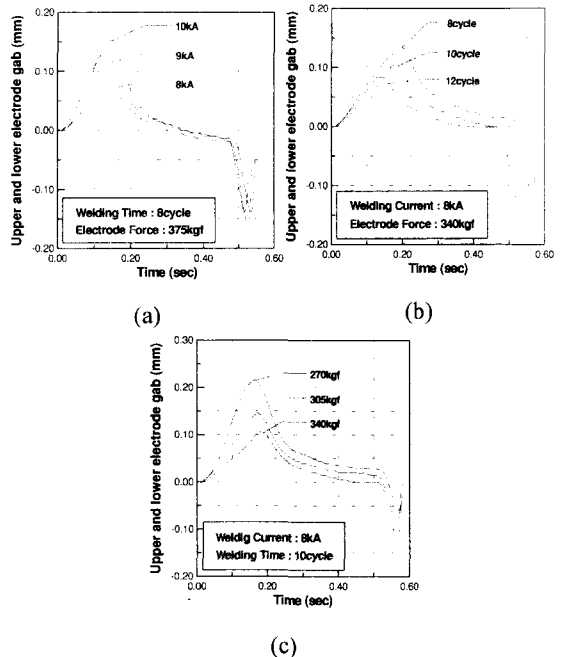 Upper and lower electrode gab (mm)
0.20
0.10
0.00
-0.10
-0.20
10kA
9kA
8kA
Welding Time : 8cycle
Electrode Force : 375kgf
0.00
0.20
0.40
0.60
Time (sec)
(a)
Upper and lower electrode gab (mm)
0.20
0.10
0.00
-0.10
0.20
8cycle
10cycle
12cycle
Welding Current : 8kA
Electrode Force : 340kgf
0.00
0.20
0.40
0.60
Time (sec)
(b)
Upper and lower electrode gab (mm)
0.30
0.20
0.10
0.00
-0.10
0.20
270kgf
305kgf
340kgf
Weldig Current : 8kA
Welding Time : 10cycle
0.00
0.20
0.40
0.60
Time (sec)
(c)